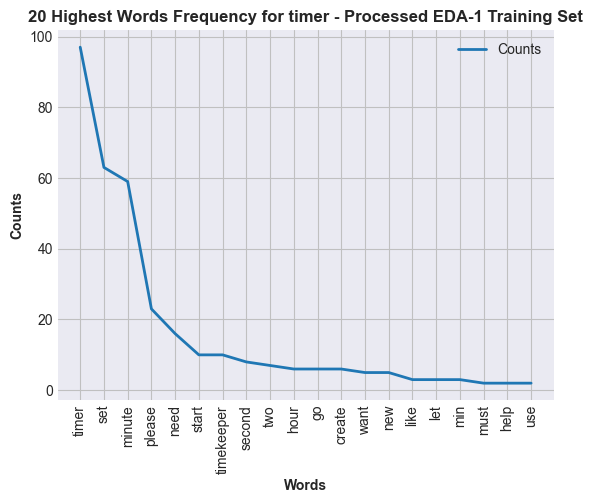 20 Highest Words Frequency for timer - Processed EDA-1 Training Set
100
80
60
40
20
0
Counts
Counts
timer
set
minute
please
need
start
timekeeper
second
two
hour
go
create
want
new
like
let
min
must
help
use
Words